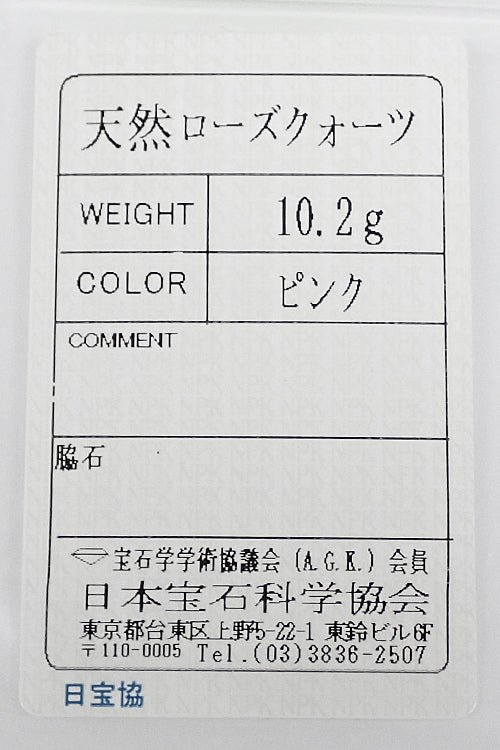 天然ローズクォーツ
WEIGHT 10.2g
COLOR ピンク
COMMENT
脇石
宝石学学術協議会 (A.G.K.) 会員
日本宝石科学協会
東京都台東区上野5-22-1 東鈴ビル6F
〒110-0005 Tel.(03)3836-2507
日宝協